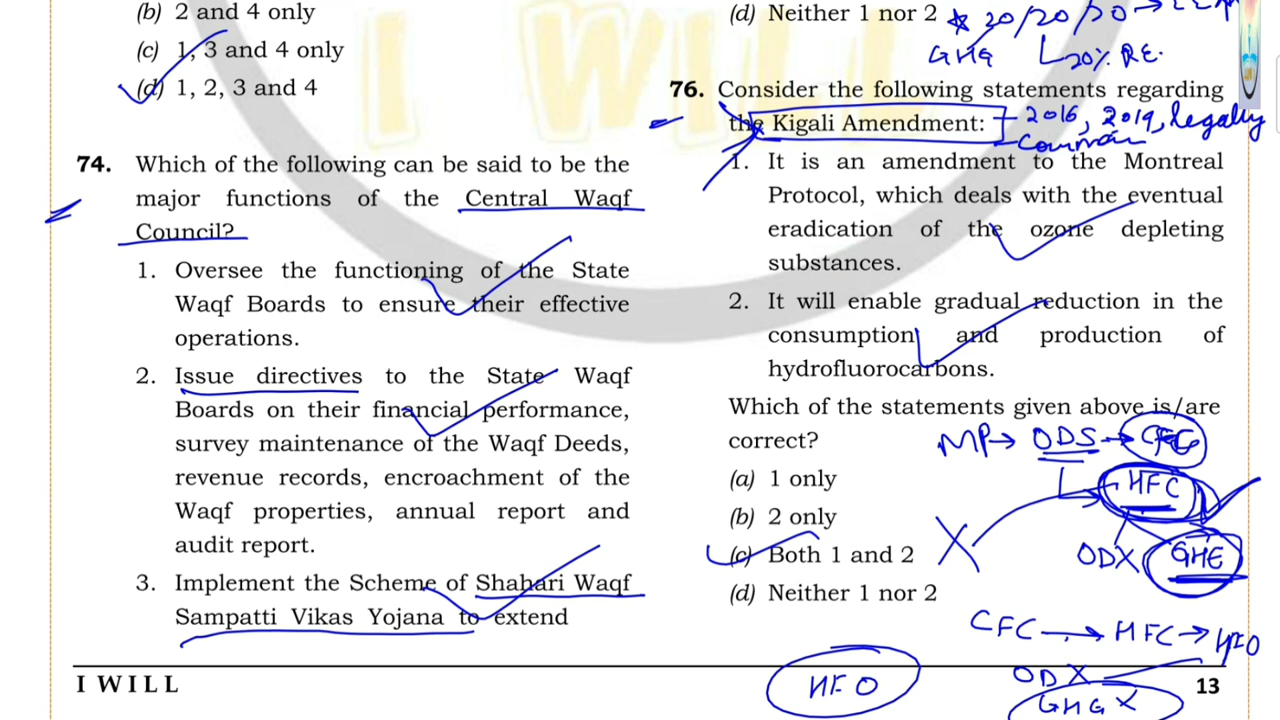 (b) 2 and 4 only
(c) 1, 3 and 4 only
(d) 1, 2, 3 and 4
74. Which of the following can be said to be the
major functions of the Central Waqf
Council?
1. Oversee the functioning of the State
Waqf Boards to ensure their effective
operations.
2. Issue directives to the State Waqf
Boards on their financial performance,
survey maintenance of the Waqf Deeds,
revenue records, encroachment of the
Waqf properties, annual report and
audit report.
3. Implement the Scheme of Shahari Waqf
Sampatti Vikas Yojana to extend
(d) Neither 1 nor 2
20/20/20 →
GHG
20% RE.
76. Consider the following statements regarding
the Kigali Amendment:
2016, 2019, Legally
1. It is an amendment to the Montreal
Protocol, which deals with the eventual
eradication of the ozone depleting
substances.
2. It will enable gradual reduction in the
consumption and production of
hydrofluorocarbons.
Which of the statements given above is/are
correct?
MP → ODS → CFC
(a) 1 only
HFC
(b) 2 only
(c) Both 1 and 2
ODX GHE
(d) Neither 1 nor 2
CFC → HFC → HFO
ODX
GHG X
HFO
I WILL
13
I WILL